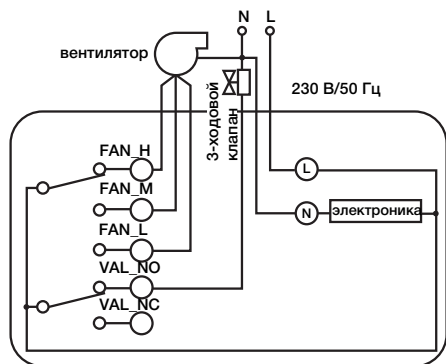 N L
вентилятор
230 В/50 Гц
3-ходовой
клапан
FAN_H
FAN_M
L
FAN_L
N
электроника
VAL_NO
VAL_NC